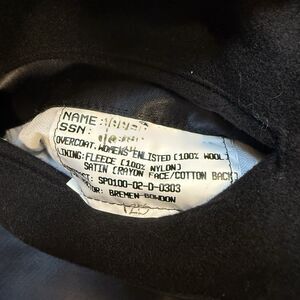 NAME:
SSN:
OVERCOAT: WOMENS ENLISTED (100% WOOL)
LINING: FLEECE (100% NYLON)
SATIN (RAYON FACE/COTTON BACK)
SPO100-02-D-0303
BREMEN BOWDON